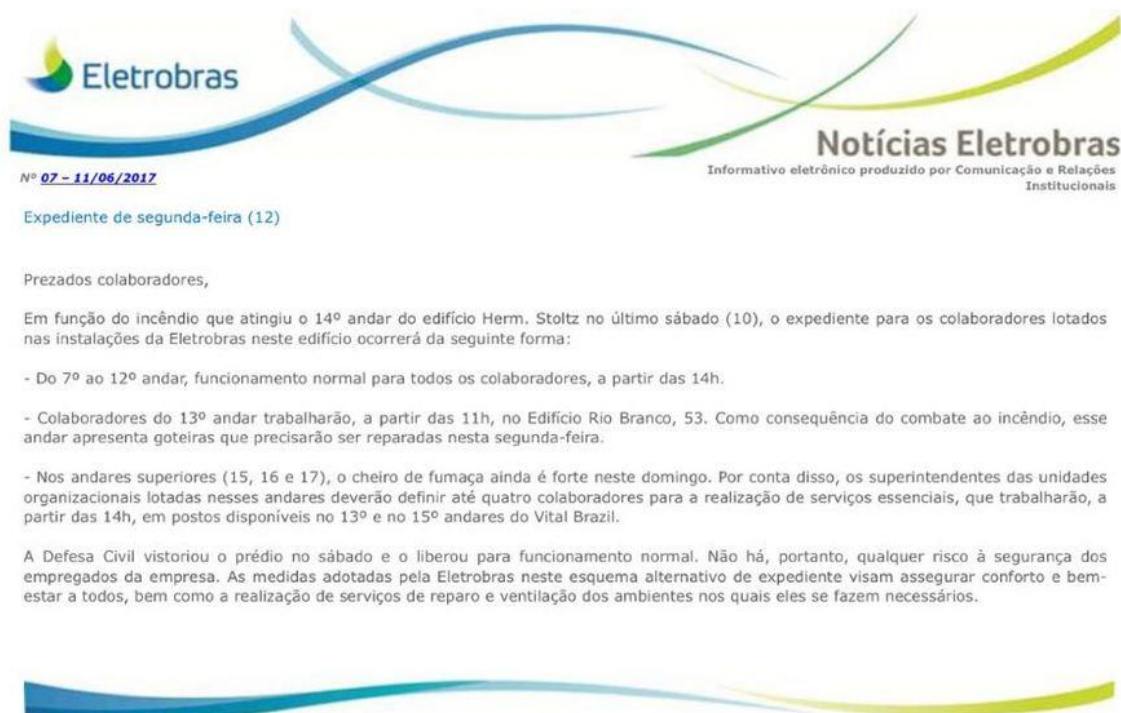 Eletrobras
Notícias Eletrobras
Informativo eletrônico produzido por Comunicação e Relações
Institucionais
Nº 07 – 11/06/2017
Expediente de segunda-feira (12)
Prezados colaboradores,
Em função do incêndio que atingiu o 14º andar do edifício Herm. Stoltz no último sábado (10), o expediente para os colaboradores lotados
nas instalações da Eletrobras neste edifício ocorrerá da seguinte forma:
- Do 7º ao 12º andar, funcionamento normal para todos os colaboradores, a partir das 14h.
- Colaboradores do 13º andar trabalharão, a partir das 11h, no Edifício Rio Branco, 53. Como consequência do combate ao incêndio, esse
andar apresenta goteiras que precisarão ser reparadas nesta segunda-feira.
- Nos andares superiores (15, 16 e 17), o cheiro de fumaça ainda é forte neste domingo. Por conta disso, os superintendentes das unidades
organizacionais lotadas nesses andares deverão definir até quatro colaboradores para a realização de serviços essenciais, que trabalharão, a
partir das 14h, em postos disponíveis no 13º e no 15º andares do Vital Brazil.
A Defesa Civil vistoriou o prédio no sábado e o liberou para funcionamento normal. Não há, portanto, qualquer risco à segurança dos
empregados da empresa. As medidas adotadas pela Eletrobras neste esquema alternativo de expediente visam assegurar conforto e bem-
estar a todos, bem como a realização de serviços de reparo e ventilação dos ambientes nos quais eles se fazem necessários.